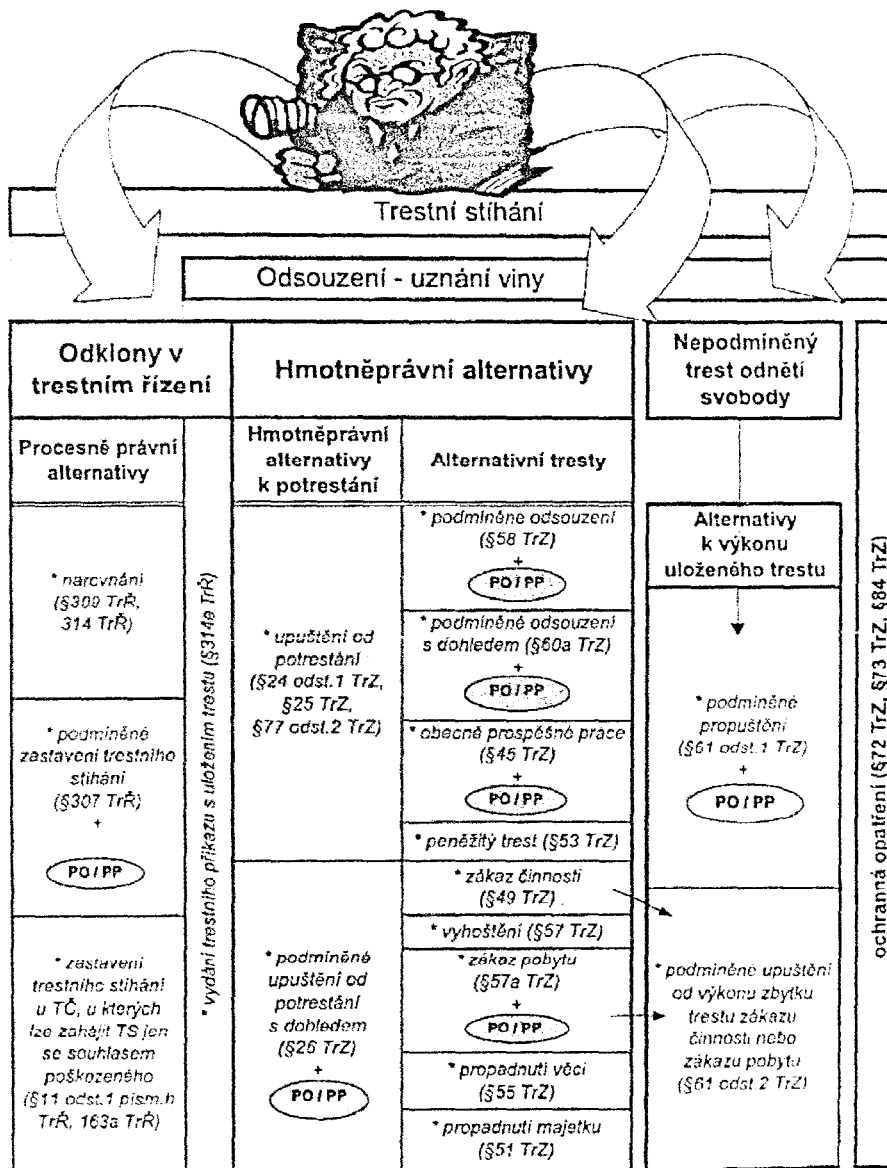 Trestní stíhání
Odsouzení - uznání viny
Odklony v
trestním řízení
Procesně právní
alternativy
* narovnání
(§309 TrŘ,
314 TrŘ)
* podmíněné
zastavení trestního
stíhání
(§307 TrŘ)
+
PO / PP
* zastavení
trestního stíhání
u TČ, u kterých
lze zahájit TS jen
se souhlasem
poškozeného
(§11 odst.1 písm.h
TrŘ, 163a TrŘ)
* vydání trestního příkazu s uložením trestu (§314e TrŘ)
Hmotněprávní alternativy
Hmotněprávní
alternativy
k potrestání
* upuštění od
potrestání
(§24 odst.1 TrZ,
§25 TrZ,
§77 odst.2 TrZ)
* podmíněné
upuštění od
potrestání
s dohledem
(§26 TrZ)
+
PO / PP
Alternativní tresty
* podmíněné odsouzení
(§58 TrZ)
+
PO / PP
* podmíněné odsouzení
s dohledem (§60a TrZ)
+
PO / PP
* obecně prospěšné práce
(§45 TrZ)
+
PO / PP
* peněžitý trest (§53 TrZ)
* zákaz činnosti
(§49 TrZ)
* vyhoštění (§57 TrZ)
* zákaz pobytu
(§57a TrZ)
+
PO / PP
* propadnutí věci
(§55 TrZ)
* propadnutí majetku
(§51 TrZ)
Nepodmíněný
trest odnětí
svobody
Alternativy
k výkonu
uloženého trestu
* podmíněné
propuštění
(§61 odst.1 TrZ)
+
PO / PP
* podmíněné upuštění
od výkonu zbytku
trestu zákazu
činnosti nebo
zákazu pobytu
(§61 odst.2 TrZ)
ochranná opatření (§72 TrZ, §73 TrZ, §84 TrZ)